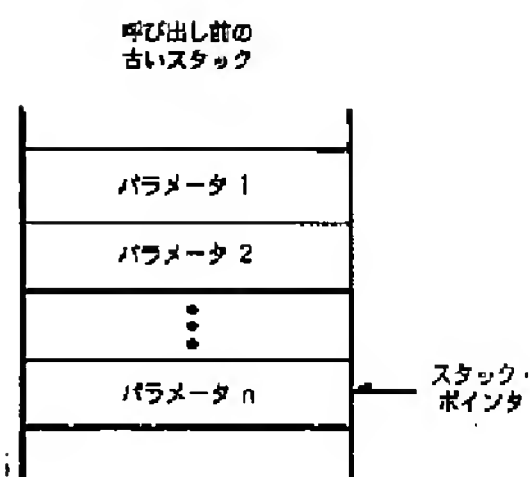 呼び出し前の
古いスタック
パラメータ 1
パラメータ 2
パラメータ n
スタック・
ポインタ